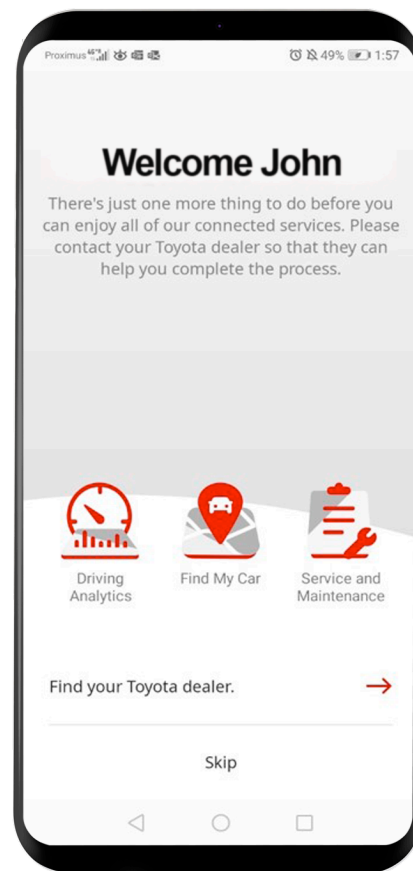 Proximus 49% 1:57
Welcome John
There's just one more thing to do before you
can enjoy all of our connected services. Please
contact your Toyota dealer so that they can
help you complete the process.
Driving Analytics
Find My Car
Service and Maintenance
Find your Toyota dealer.
Skip